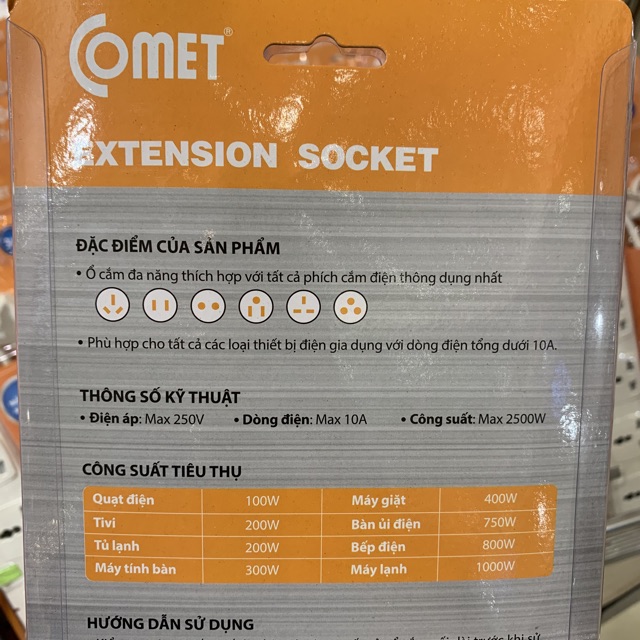 COMET®
EXTENSION SOCKET
ĐẶC ĐIỂM CỦA SẢN PHẨM
• Ổ cắm đa năng thích hợp với tất cả phích cắm điện thông dụng nhất
• Phù hợp cho tất cả các loại thiết bị điện gia dụng với dòng điện tổng dưới 10A.
THÔNG SỐ KỸ THUẬT
• Điện áp: Max 250V • Dòng điện: Max 10A • Công suất: Max 2500W
CÔNG SUẤT TIÊU THỤ
Quạt điện 100W Máy giặt 400W
Tivi 200W Bàn ủi điện 750W
Tủ lạnh 200W Bếp điện 800W
Máy tính bàn 300W Máy lạnh 1000W
HƯỚNG DẪN SỬ DỤNG
trước khi sử